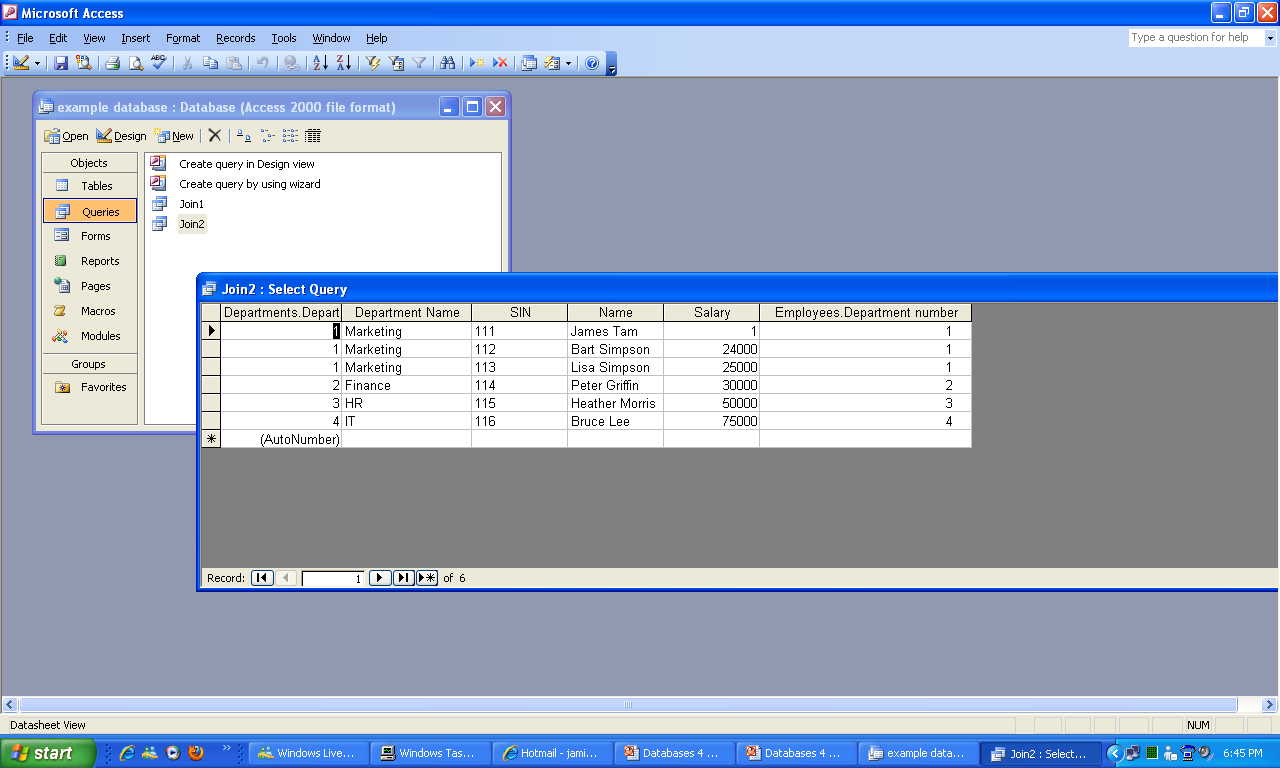 Microsoft Access
File Edit View Insert Format Records Tools Window Help
Type a question for help
example database : Database (Access 2000 file format)
Open Design New
Objects
Tables
Queries
Forms
Reports
Pages
Macros
Modules
Groups
Favorites
Create query in Design view
Create query by using wizard
Join1
Join2
Join2 : Select Query
Departments.Depart Department Name SIN Name Salary Employees.Department number
1 Marketing 111 James Tam 1 1
1 Marketing 112 Bart Simpson 24000 1
1 Marketing 113 Lisa Simpson 25000 1
2 Finance 114 Peter Griffin 30000 2
3 HR 115 Heather Morris 50000 3
4 IT 116 Bruce Lee 75000 4
(AutoNumber)
Record: 1 of 6
Datasheet View NUM
start Windows Live... Windows Tas... Hotmail - jami... Databases 4 ... Databases 4 ... example data... Join2 : Select... 6:45 PM